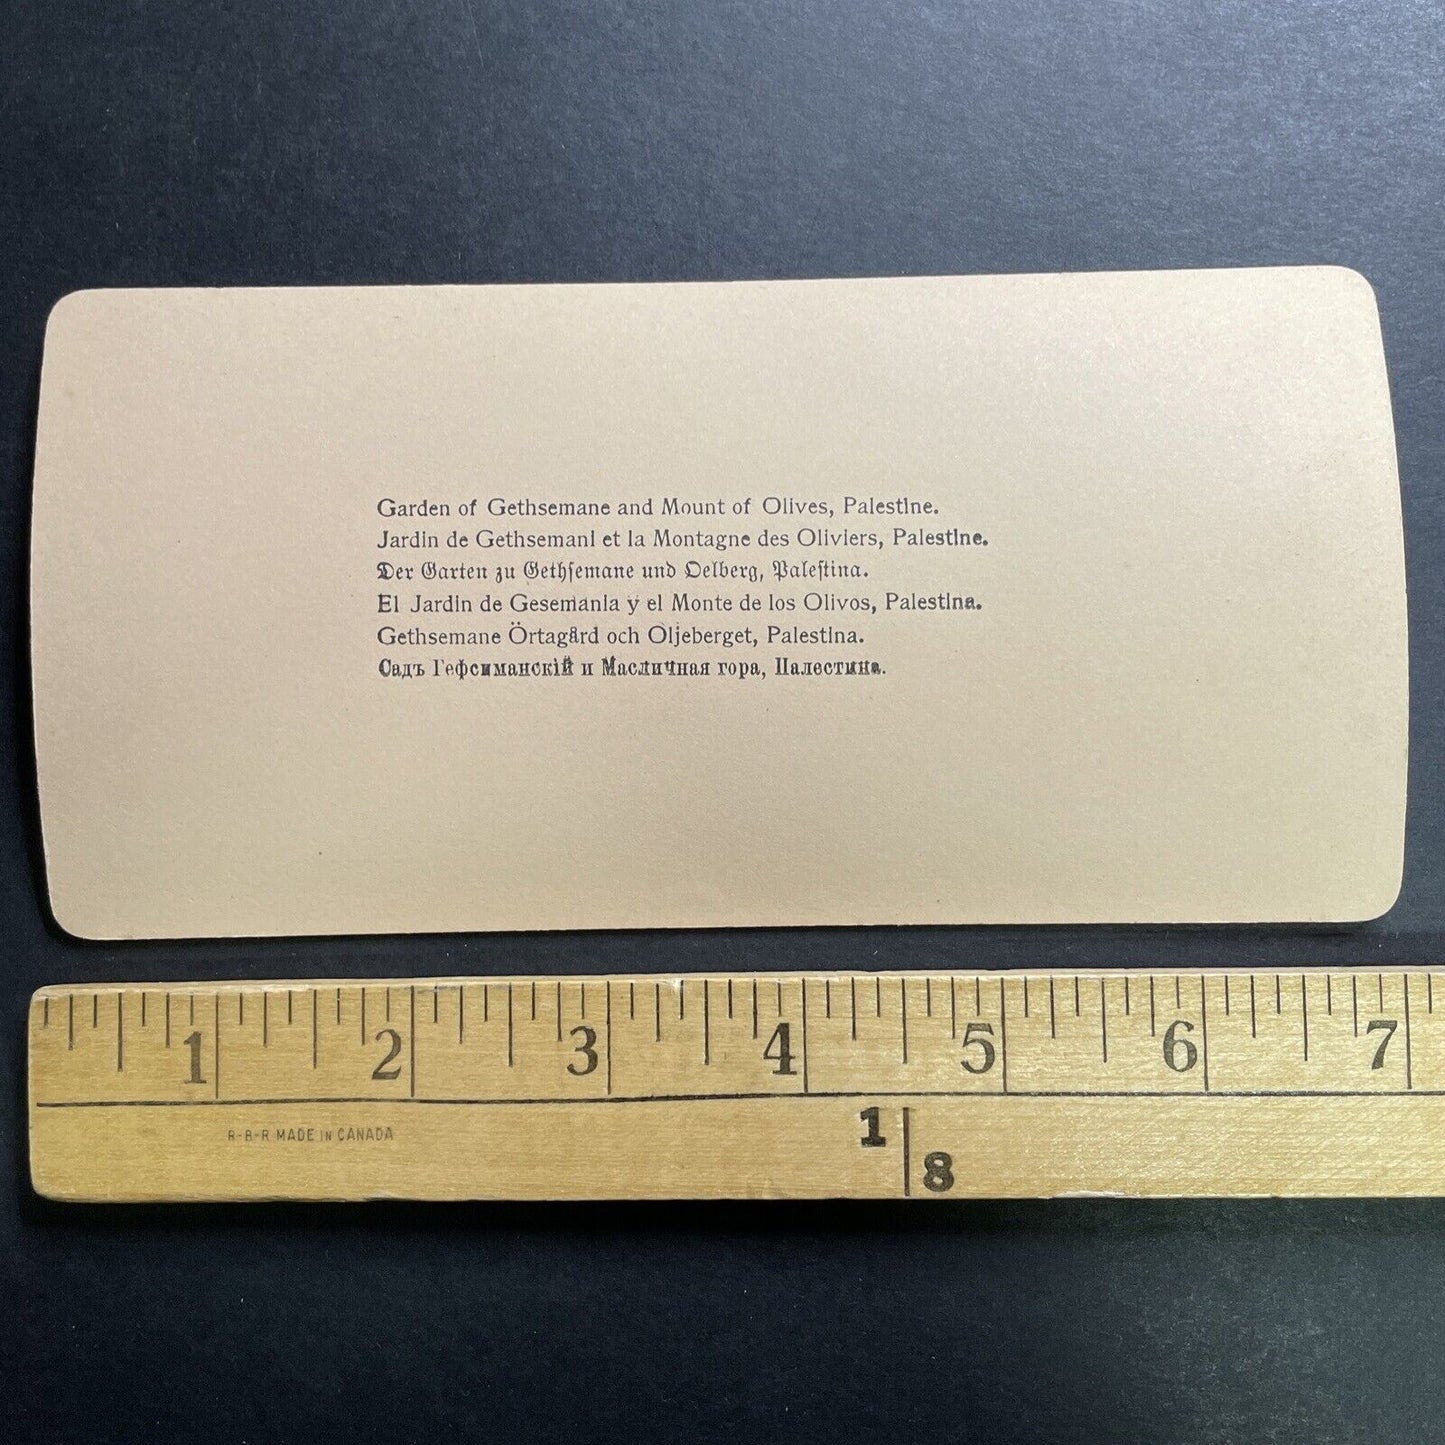 Garden of Gethsemane and Mount of Olives, Palestine.
Jardin de Gethsemani et la Montagne des Oliviers, Palestine.
Der Garten zu Gethſemane und Oelberg, Paleſtina.
El Jardin de Gesemania y el Monte de los Olivos, Palestina.
Gethsemane Örtagård och Oljeberget, Palestina.
Садъ Гефсиманскій и Масличная гора, Палестина.
1 2 3 4 5 6 7
R-B-R MADE IN CANADA
1
8